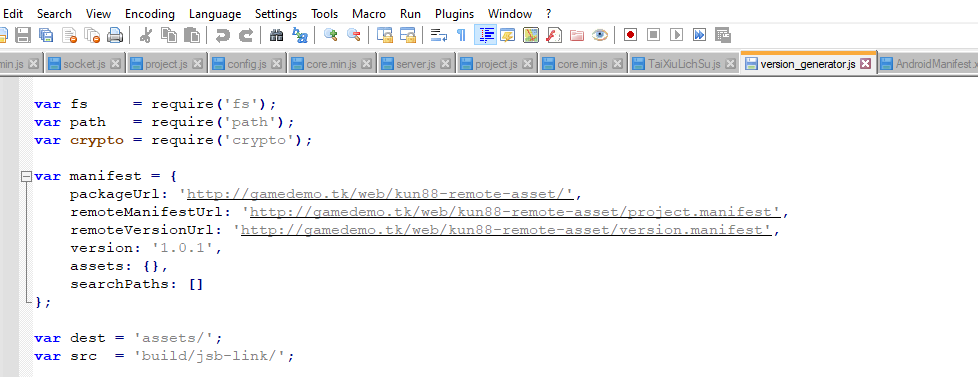 Edit Search View Encoding Language Settings Tools Macro Run Plugins Window ?
min.js socket.js project.js config.js core.min.js server.js project.js core.min.js TaiXiuLichSu.js version_generator.js AndroidManifest.x
var fs     = require('fs');
var path   = require('path');
var crypto = require('crypto');
var manifest = {
    packageUrl: 'http://gamedemo.tk/web/kun88-remote-asset/',
    remoteManifestUrl: 'http://gamedemo.tk/web/kun88-remote-asset/project.manifest',
    remoteVersionUrl: 'http://gamedemo.tk/web/kun88-remote-asset/version.manifest',
    version: '1.0.1',
    assets: {},
    searchPaths: []
};
var dest = 'assets/';
var src  = 'build/jsb-link/';